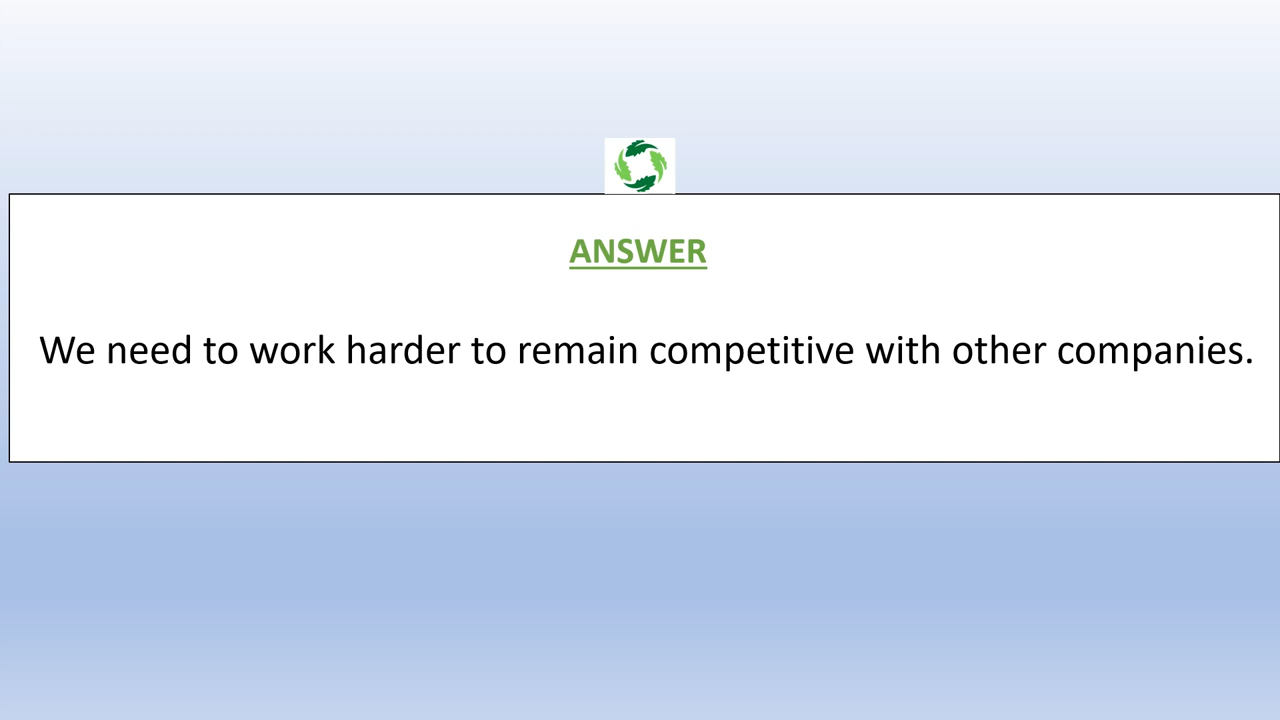 ANSWER
We need to work harder to remain competitive with other companies.